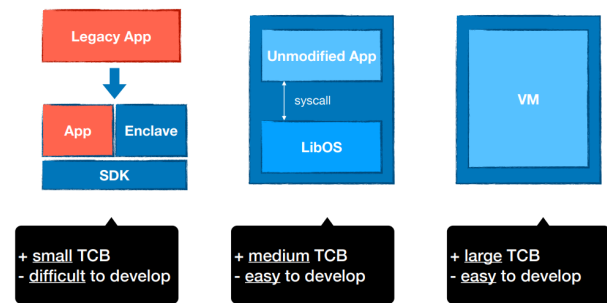 Legacy App
App
Enclave
SDK
+ small TCB
- difficult to develop
Unmodified App
syscall
LibOS
+ medium TCB
- easy to develop
VM
+ large TCB
- easy to develop